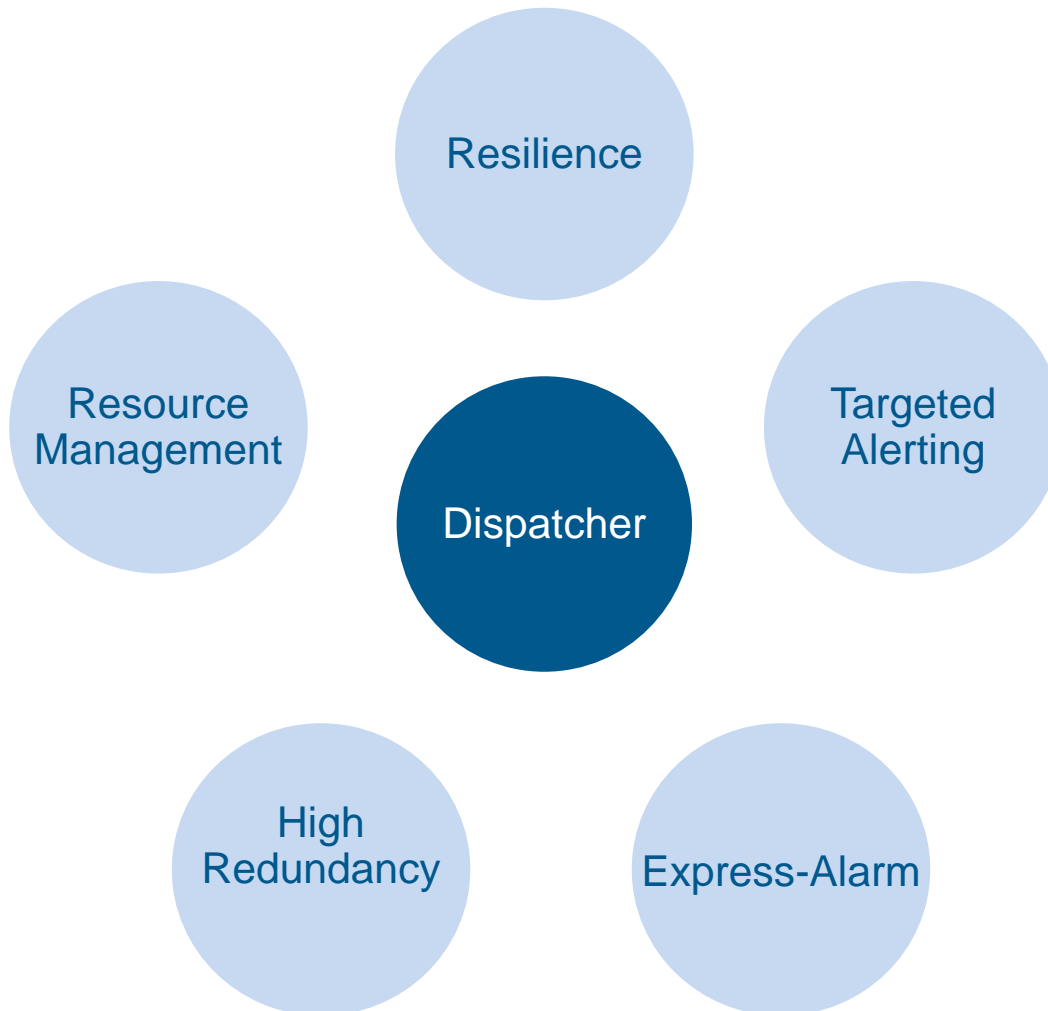 Resilience
Resource
Management
Targeted
Alerting
Dispatcher
High
Redundancy
Express-Alarm